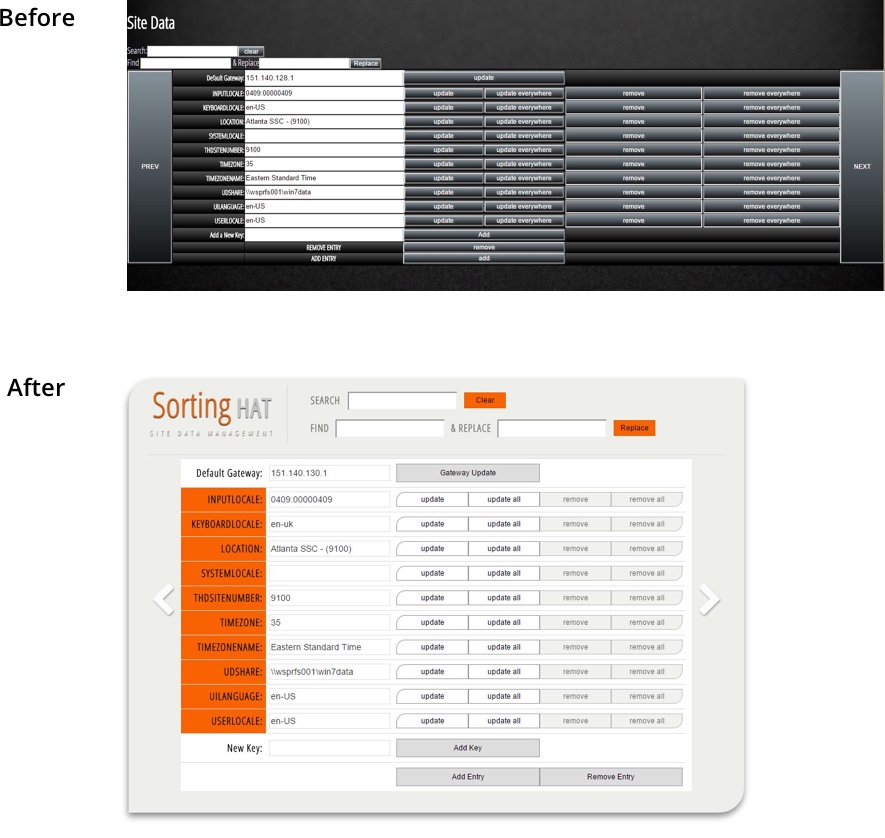 Before
Site Data
Search: clear
Find & Replace Replace
Default Gateway: 151.140.128.1 update
INPUTLOCALE: 0409:00000409 update update everywhere remove remove everywhere
KEYBOARDLOCALE: en-US update update everywhere remove remove everywhere
LOCATION: Atlanta SSC - (9100) update update everywhere remove remove everywhere
SYSTEMLOCALE: update update everywhere remove remove everywhere
THDSITENUMBER: 9100 update update everywhere remove remove everywhere
PREV TIMEZONE: 35 update update everywhere remove remove everywhere NEXT
TIMEZONENAME: Eastern Standard Time update update everywhere remove remove everywhere
UDSHARE: \\wsprfs001\win7data update update everywhere remove remove everywhere
UILANGUAGE: en-US update update everywhere remove remove everywhere
USERLOCALE: en-US update update everywhere remove remove everywhere
Add a New Key: Add
REMOVE ENTRY remove
ADD ENTRY add
After
Sorting HAT
SITE DATA MANAGEMENT
SEARCH Clear
FIND & REPLACE Replace
Default Gateway: 151.140.130.1 Gateway Update
INPUTLOCALE: 0409:00000409 update update all remove remove all
KEYBOARDLOCALE: en-uk update update all remove remove all
LOCATION: Atlanta SSC - (9100) update update all remove remove all
SYSTEMLOCALE: update update all remove remove all
THDSITENUMBER: 9100 update update all remove remove all
TIMEZONE: 35 update update all remove remove all
TIMEZONENAME: Eastern Standard Time update update all remove remove all
UDSHARE: \\wsprfs001\win7data update update all remove remove all
UILANGUAGE: en-US update update all remove remove all
USERLOCALE: en-US update update all remove remove all
New Key: Add Key
Add Entry Remove Entry